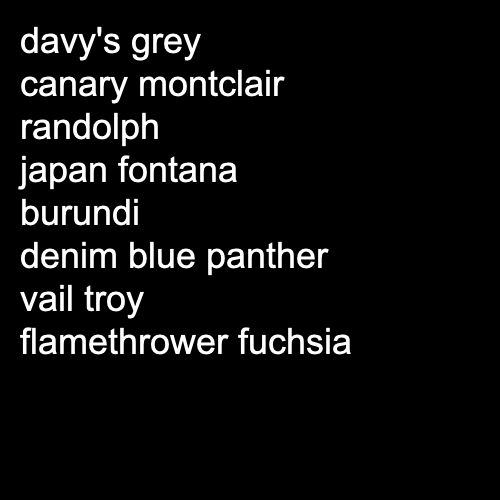 davy's grey
canary montclair
randolph
japan fontana
burundi
denim blue panther
vail troy
flamethrower fuchsia